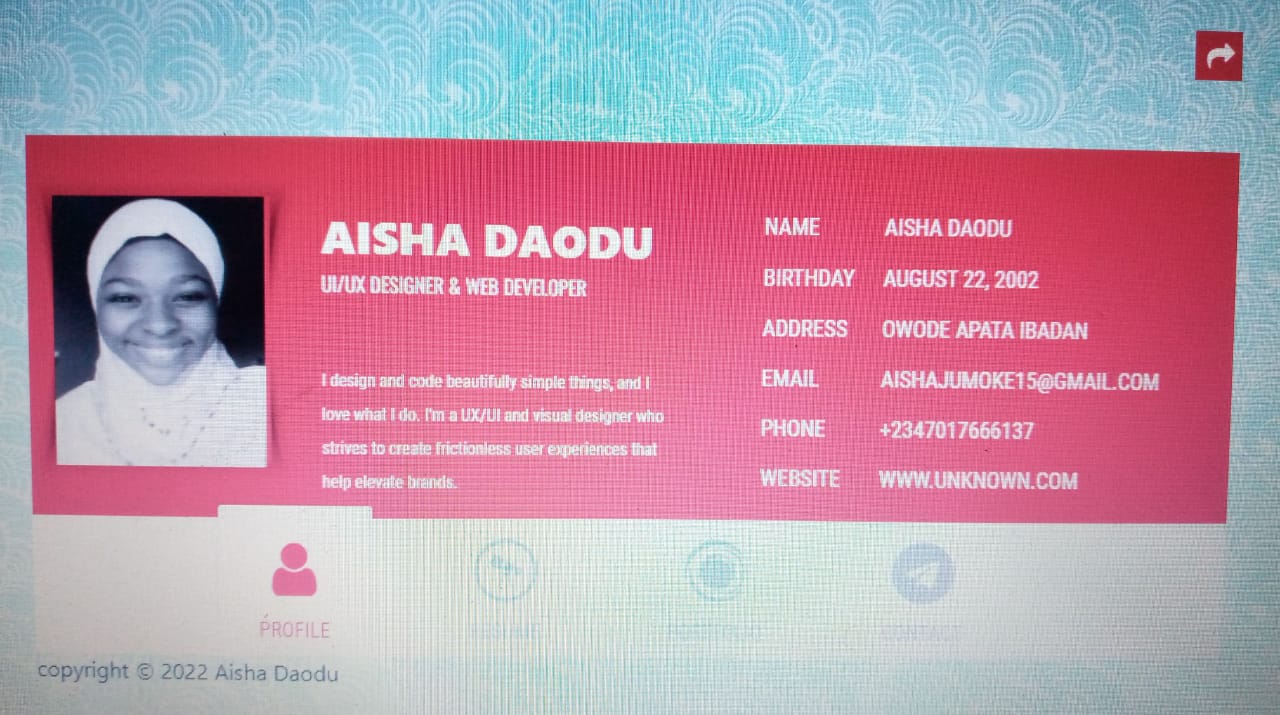 AISHA DAODU
UI/UX DESIGNER & WEB DEVELOPER
I design and code beautifully simple things, and I
love what I do. I'm a UX/UI and visual designer who
strives to create frictionless user experiences that
help elevate brands.
NAME AISHA DAODU
BIRTHDAY AUGUST 22, 2002
ADDRESS OWODE APATA IBADAN
EMAIL AISHAJUMOKE15@GMAIL.COM
PHONE +2347017666137
WEBSITE WWW.UNKNOWN.COM
PROFILE RESUME CONTACT
copyright © 2022 Aisha Daodu